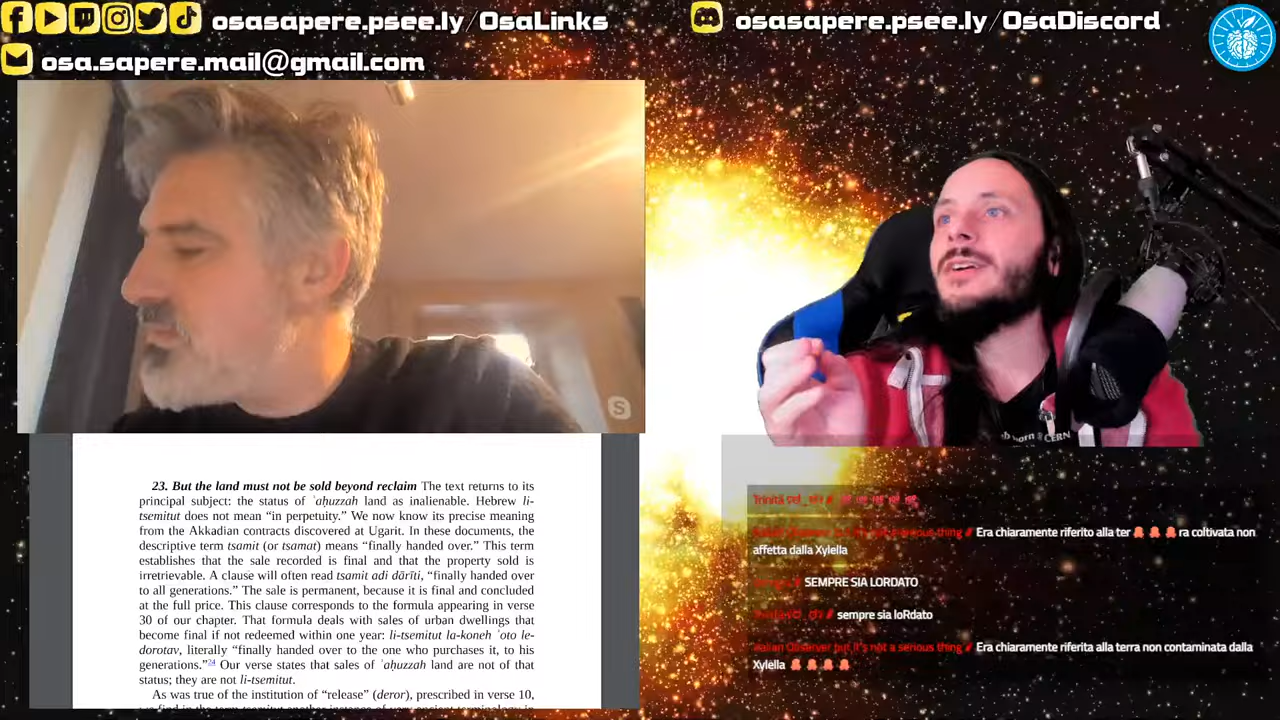 osasapere.psee.ly/OsaLinks
osasapere.psee.ly/OsaDiscord
osa.sapere.mail@gmail.com
23. But the land must not be sold beyond reclaim The text returns to its
principal subject: the status of ʾaḥuzzah land as inalienable. Hebrew li-
tsemitut does not mean “in perpetuity.” We now know its precise meaning
from the Akkadian contracts discovered at Ugarit. In these documents, the
descriptive term tsamit (or tsamat) means “finally handed over.” This term
establishes that the sale recorded is final and that the property sold is
irretrievable. A clause will often read tsamit adi dārīti, “finally handed over
to all generations.” The sale is permanent, because it is final and concluded
at the full price. This clause corresponds to the formula appearing in verse
30 of our chapter. That formula deals with sales of urban dwellings that
become final if not redeemed within one year: li-tsemitut la-koneh ʾoto le-
dorotav, literally “finally handed over to the one who purchases it, to his
generations.”24 Our verse states that sales of ʾaḥuzzah land are not of that
status; they are not li-tsemitut.
As was true of the institution of “release” (deror), prescribed in verse 10,
CERN
Trinità
Era chiaramente riferito alla ter ra coltivata non
affetta dalla Xylella
SEMPRE SIA LORDATO
sempre sia loRdato
Italian Observer but it's not a serious thing Era chiaramente riferita alla terra non contaminata dalla
Xylella